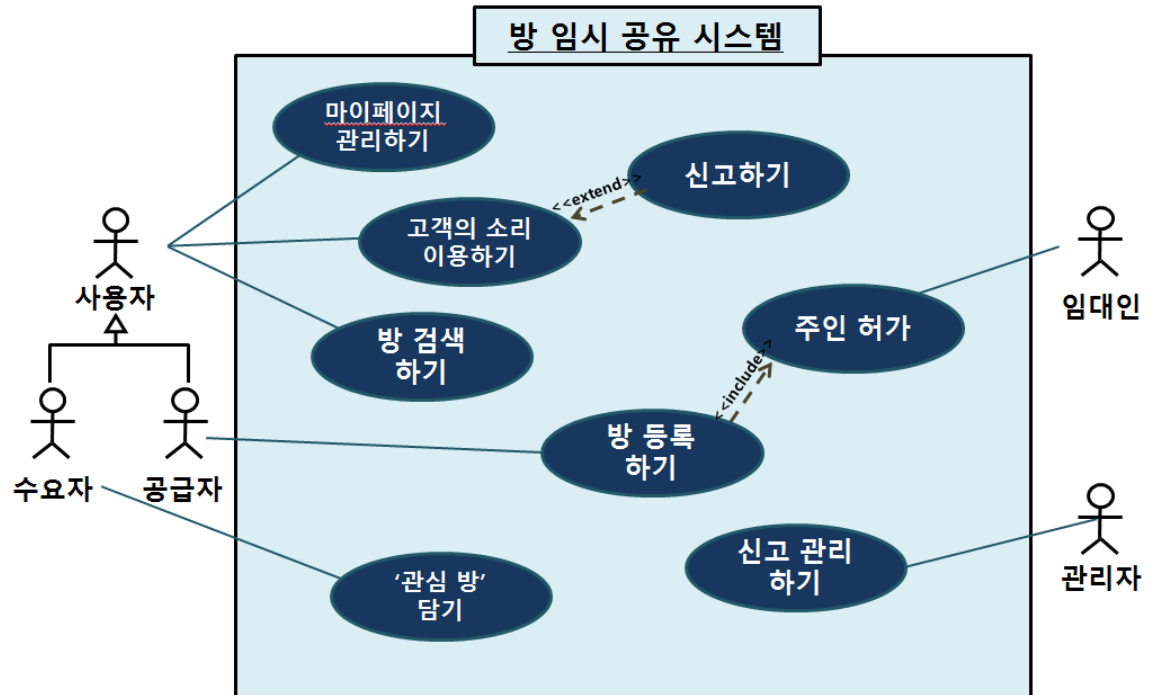 방 임시 공유 시스템
마이페이지
관리하기
신고하기
<<extend>>
고객의 소리
이용하기
사용자
임대인
주인 허가
방 검색
하기
<<include>>
방 등록
하기
수요자
공급자
신고 관리
하기
관리자
‘관심 방’
담기